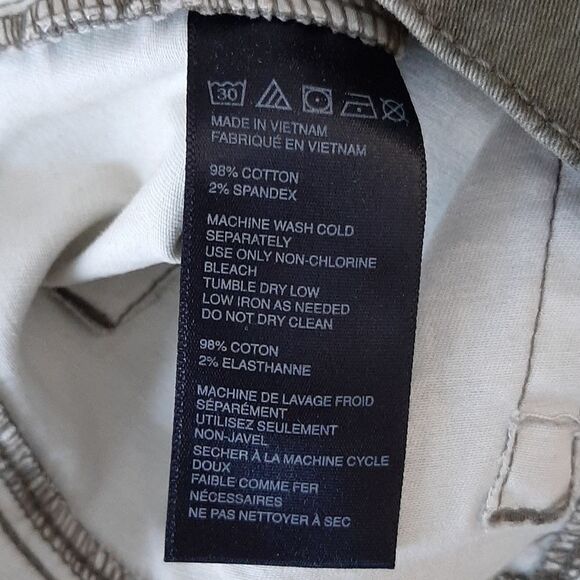 30
MADE IN VIETNAM
FABRIQUÉ EN VIETNAM
98% COTTON
2% SPANDEX
MACHINE WASH COLD
SEPARATELY
USE ONLY NON-CHLORINE
BLEACH
TUMBLE DRY LOW
LOW IRON AS NEEDED
DO NOT DRY CLEAN
98% COTON
2% ELASTHANNE
MACHINE DE LAVAGE FROID
SÉPARÉMENT
UTILISEZ SEULEMENT
NON-JAVEL
SECHER À LA MACHINE CYCLE
DOUX
FAIBLE COMME FER
NÉCESSAIRES
NE PAS NETTOYER À SEC